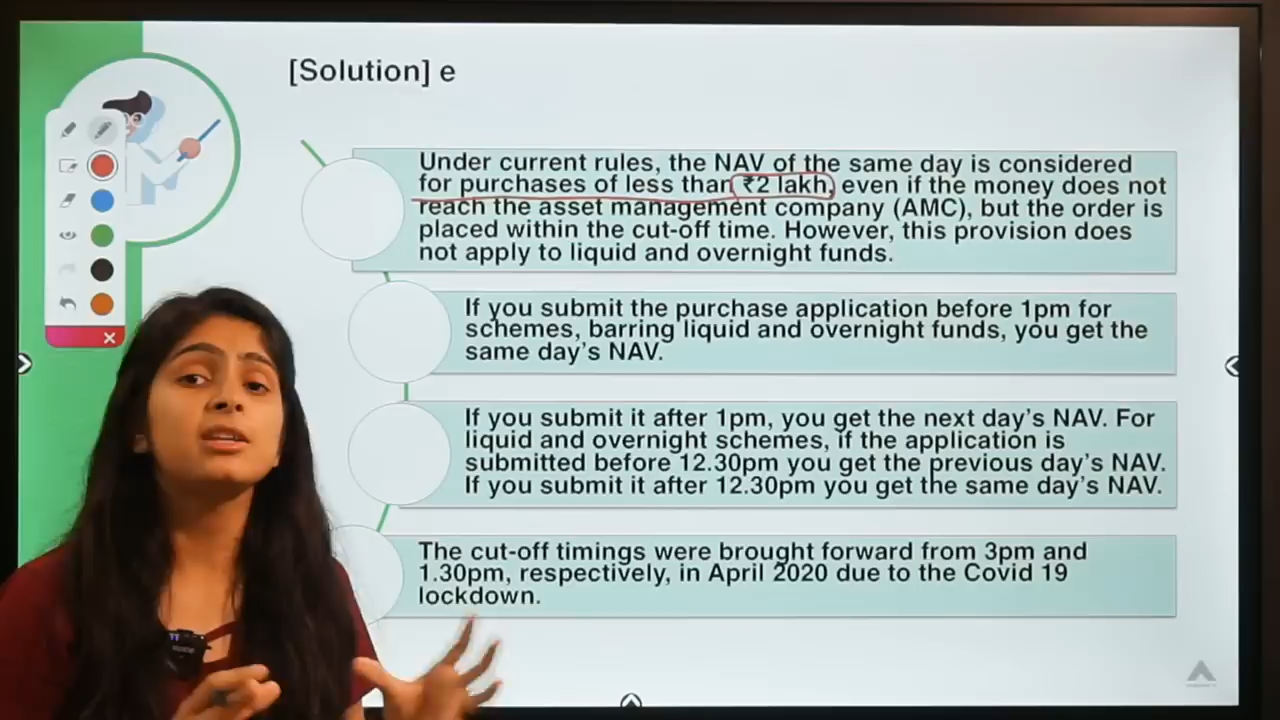 [Solution] e
Under current rules, the NAV of the same day is considered
for purchases of less than ₹2 lakh, even if the money does not
reach the asset management company (AMC), but the order is
placed within the cut-off time. However, this provision does
not apply to liquid and overnight funds.
If you submit the purchase application before 1pm for
schemes, barring liquid and overnight funds, you get the
same day's NAV.
If you submit it after 1pm, you get the next day's NAV. For
liquid and overnight schemes, if the application is
submitted before 12.30pm you get the previous day's NAV.
If you submit it after 12.30pm you get the same day's NAV.
The cut-off timings were brought forward from 3pm and
1.30pm, respectively, in April 2020 due to the Covid 19
lockdown.